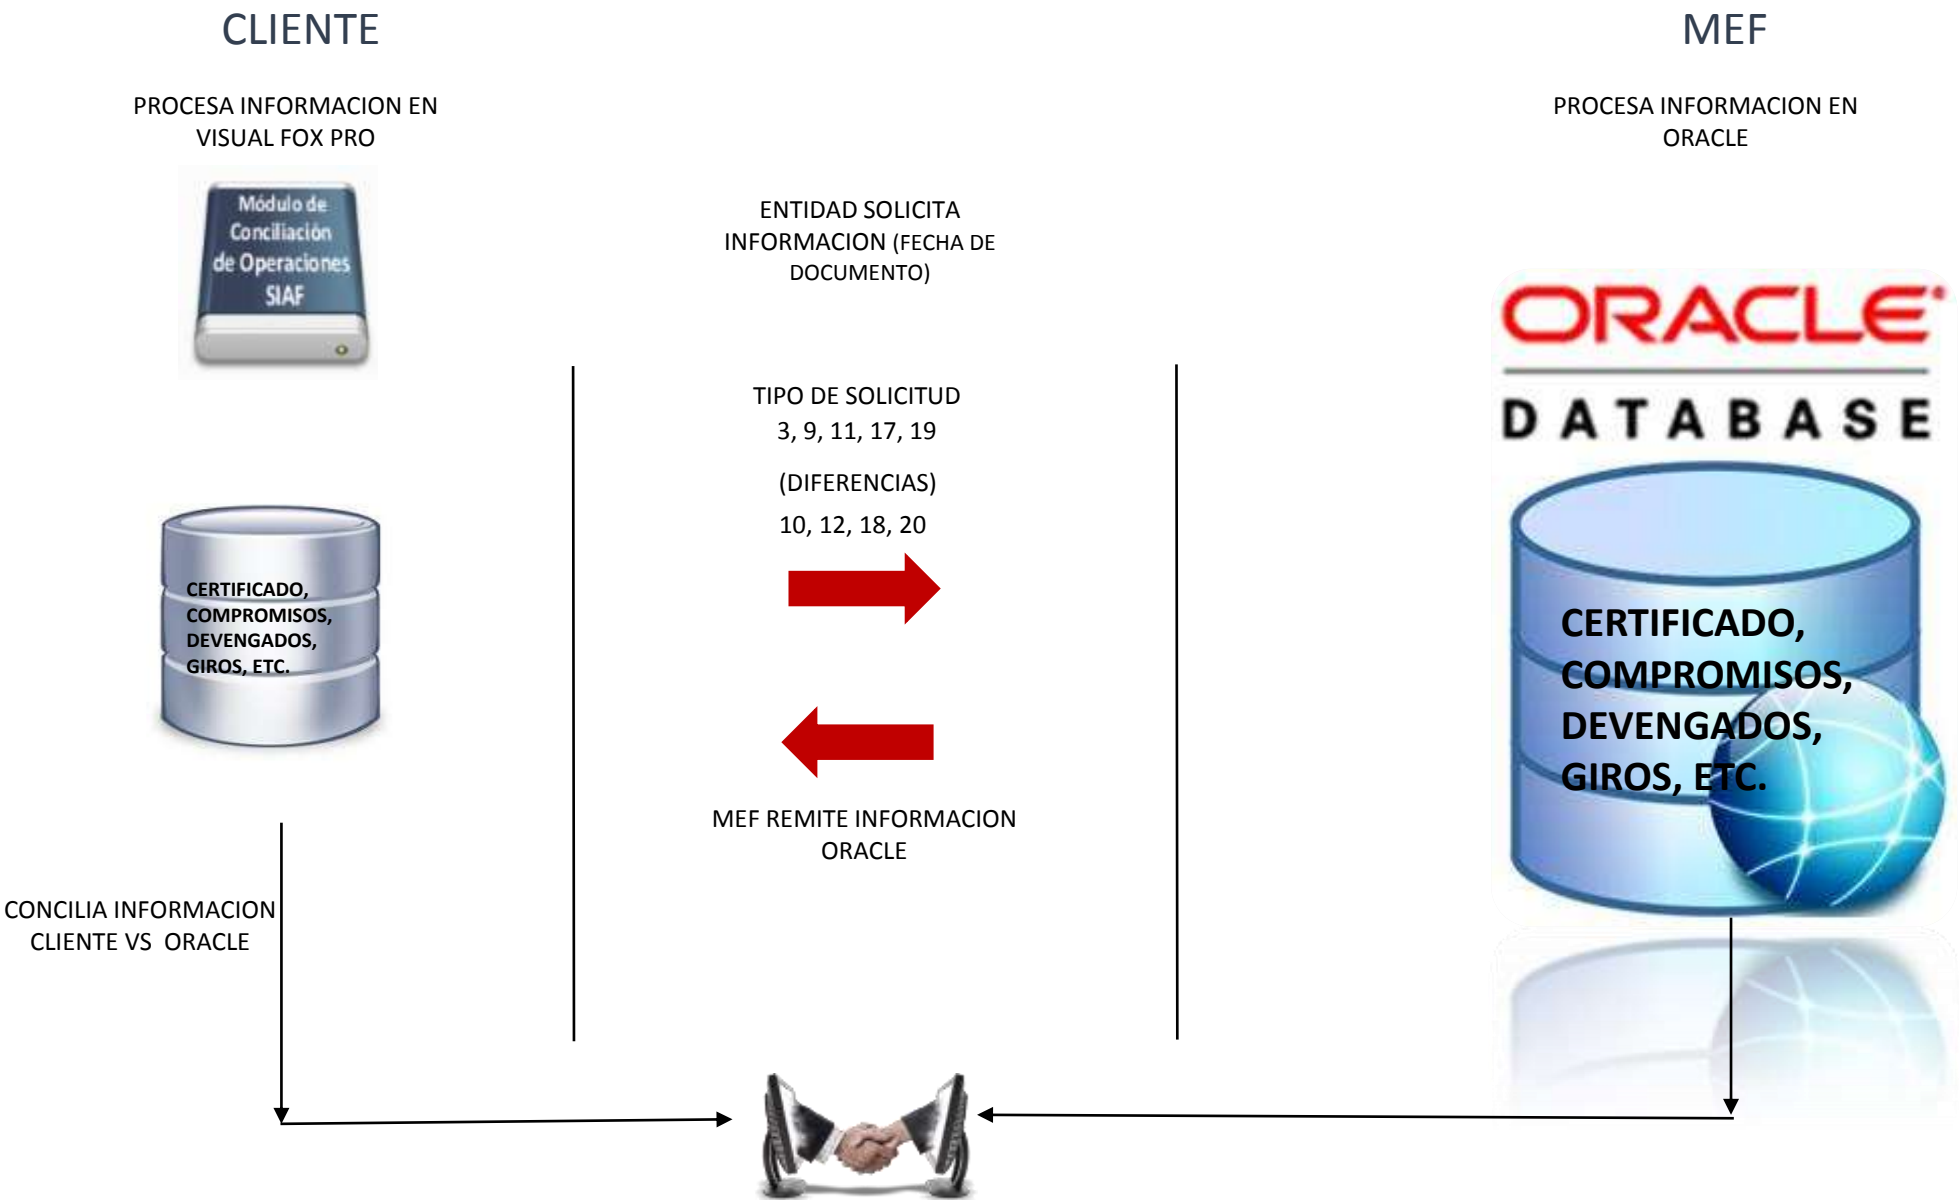 CLIENTE
PROCESA INFORMACION EN
VISUAL FOX PRO
Módulo de
Conciliación
de Operaciones
SIAF
CERTIFICADO,
COMPROMISOS,
DEVENGADOS,
GIROS, ETC.
CONCILIA INFORMACION
CLIENTE VS ORACLE
ENTIDAD SOLICITA
INFORMACION (FECHA DE
DOCUMENTO)
TIPO DE SOLICITUD
3, 9, 11, 17, 19
(DIFERENCIAS)
10, 12, 18, 20
MEF REMITE INFORMACION
ORACLE
MEF
PROCESA INFORMACION EN
ORACLE
ORACLE
DATABASE
CERTIFICADO,
COMPROMISOS,
DEVENGADOS,
GIROS, ETC.